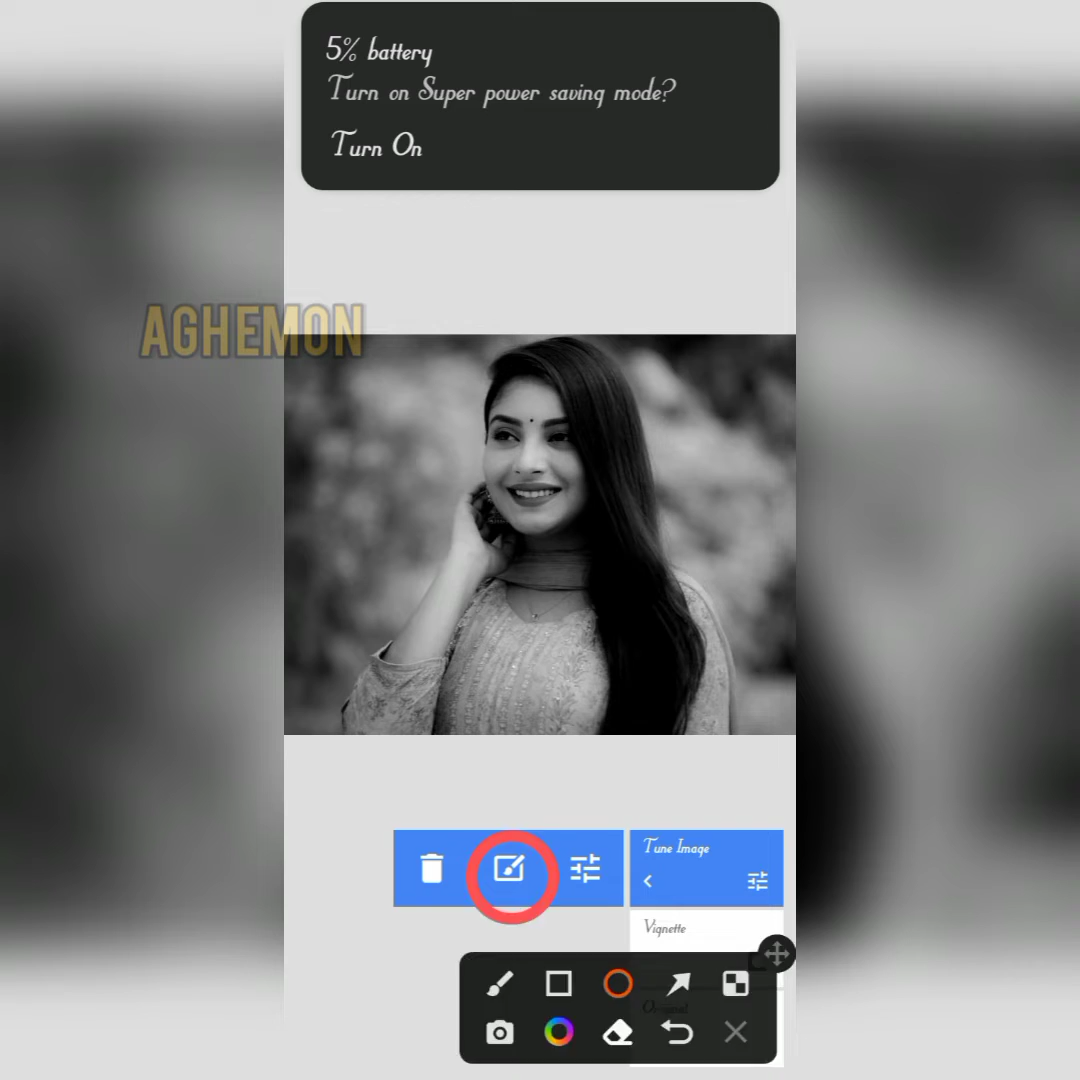 5% battery
Turn on Super power saving mode?
Turn On
AGHEMON
Tune Image
Vignette